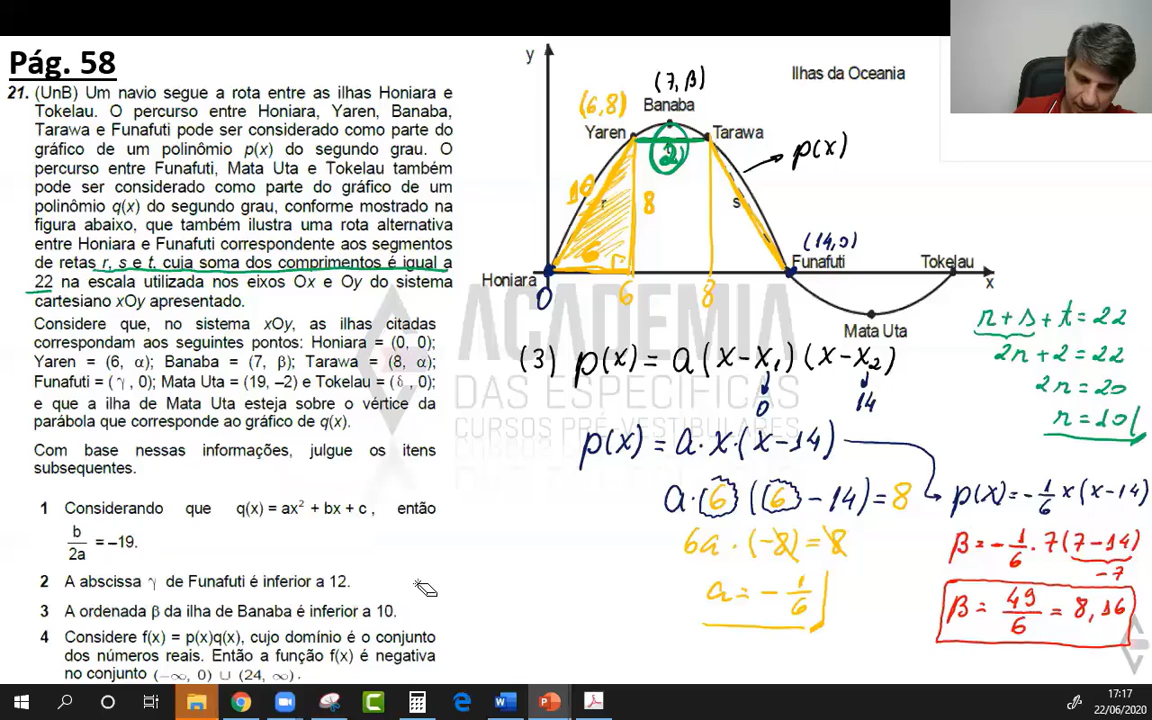 Pág. 58
21. (UnB) Um navio segue a rota entre as ilhas Honiara e
Tokelau. O percurso entre Honiara, Yaren, Banaba,
Tarawa e Funafuti pode ser considerado como parte do
gráfico de um polinômio p(x) do segundo grau. O
percurso entre Funafuti, Mata Uta e Tokelau também
pode ser considerado como parte do gráfico de um
polinômio q(x) do segundo grau, conforme mostrado na
figura abaixo, que também ilustra uma rota alternativa
entre Honiara e Funafuti correspondente aos segmentos
de retas r, s e t, cuja soma dos comprimentos é igual a
22 na escala utilizada nos eixos Ox e Oy do sistema
cartesiano xOy apresentado.
Considere que, no sistema xOy, as ilhas citadas
correspondam aos seguintes pontos: Honiara = (0, 0);
Yaren = (6, α); Banaba = (7, β); Tarawa = (8, α);
Funafuti = (γ, 0); Mata Uta = (19, –2) e Tokelau = (δ, 0);
e que a ilha de Mata Uta esteja sobre o vértice da
parábola que corresponde ao gráfico de q(x).
Com base nessas informações, julgue os itens
subsequentes.
1 Considerando que q(x) = ax² + bx + c, então
b/2a = –19.
2 A abscissa γ de Funafuti é inferior a 12.
3 A ordenada β da ilha de Banaba é inferior a 10.
4 Considere f(x) = p(x)q(x), cujo domínio é o conjunto
dos números reais. Então a função f(x) é negativa
no conjunto (–∞, 0) ∪ (24, ∞).
y
Ilhas da Oceania
(7, β)
(6,8)
Banaba
Yaren
Tarawa
2
p(x)
10
r
8
s
6
(14,0)
Honiara
Funafuti
Tokelau
x
0
6
8
Mata Uta
ACADEMIA
DAS ESPECÍFICAS
CURSOS PRÉ-VESTIBULARES
(3) p(x) = a(x-x₁)(x-x₂)
0
14
p(x) = a·x·(x-14)
a·(6)((6)-14)=8
6a·(-8)=8
a = -1/6
r+s+t=22
2r+2=22
2r=20
r=10
p(x)=-1/6 x(x-14)
β=-1/6·7(7-14)
-7
β=49/6=8,16
17:17
22/06/2020